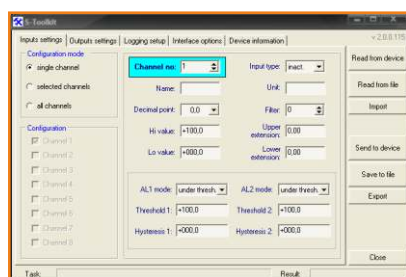 S-Toolkit
Inputs settings Outputs settings Logging setup Interface options Device information
v 2.0.8.115
Configuration mode
single channel
selected channels
all channels
Configuration
Channel 1
Channel 2
Channel 3
Channel 4
Channel 5
Channel 6
Channel 7
Channel 8
Channel no: 1 Input type: inact.
Name: Unit:
Decimal point: 0,0 Filter: 0
Hi value: +100,0 Upper extension: 0,00
Lo value: +000,0 Lower extension: 0,00
AL1 mode: under thresh. AL2 mode: under thresh.
Threshold 1: +100,0 Threshold 2: +100,0
Hysteresis 1: +000,0 Hysteresis 2: +000,0
Read from device
Read from file
Import
Send to device
Save to file
Export
Close
Task: Result: